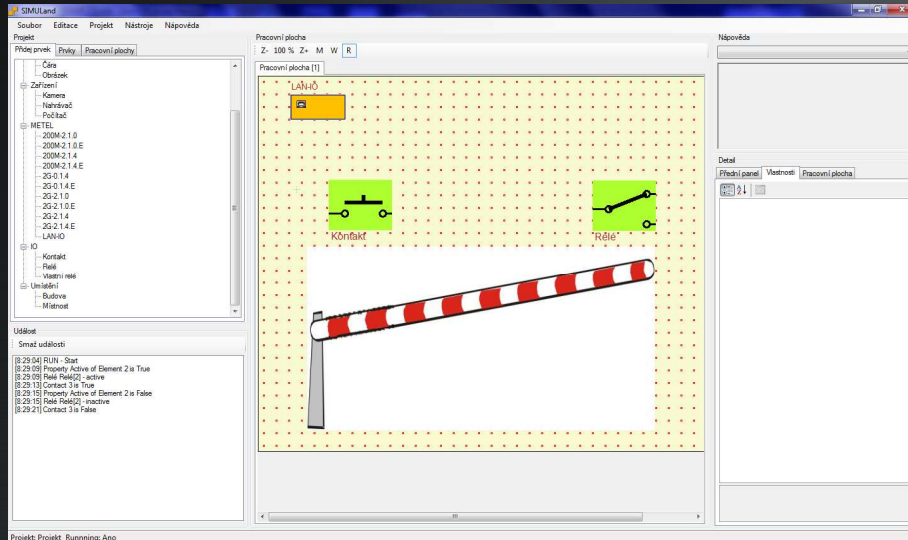 SIMULand
Soubor Editace Projekt Nástroje Nápověda
Projekt
Přidej prvek Prvky Pracovní plochy
Čára
Obrázek
Zařízení
Kamera
Nahrávač
Počítač
METEL
200M-2.1.0
200M-2.1.0.E
200M-2.1.4
200M-2.1.4.E
2G-0.1.4
2G-0.1.4.E
2G-2.1.0
2G-2.1.0.E
2G-2.1.4
2G-2.1.4.E
LAN-IO
IO
Kontakt
Relé
Vlastní relé
Umístění
Budova
Místnost
Událost
Smaž události
[8:29:04] RUN - Start
[8:29:09] Property Active of Element 2 is True
[8:29:09] Relé Relé[2] - active
[8:29:13] Contact 3 is True
[8:29:15] Property Active of Element 2 is False
[8:29:15] Relé Relé[2] - inactive
[8:29:21] Contact 3 is False
Pracovní plocha
Z- 100 % Z+ M W R
Pracovní plocha [1]
LAN-IO
Kontakt
Relé
Nápověda
Detail
Přední panel Vlastnosti Pracovní plocha
Projekt: Projekt Runnning: Ano